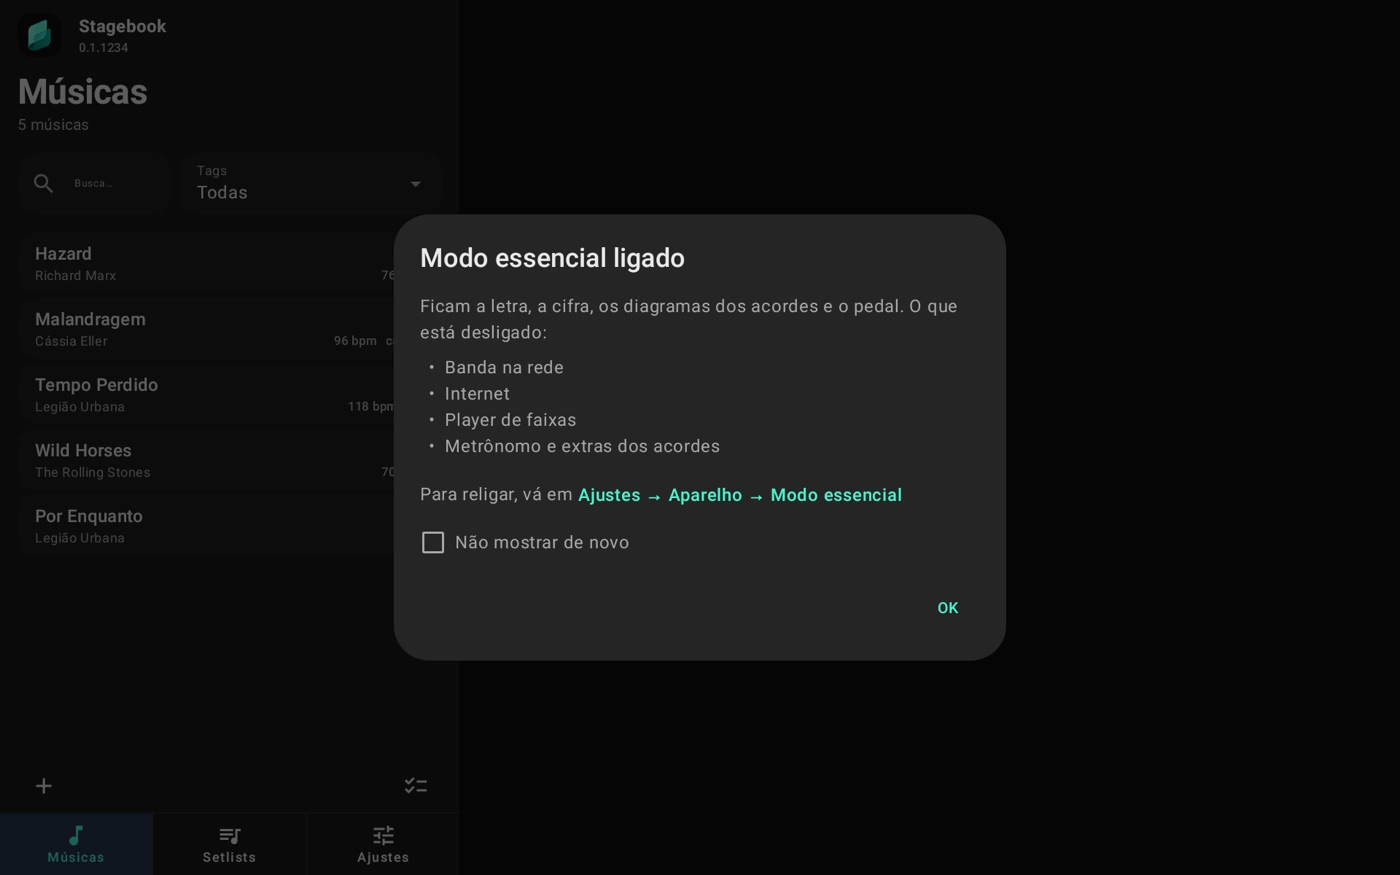 Stagebook
0.1.1234
Músicas
5 músicas
Busca…
Tags
Todas
Hazard
Richard Marx
76
Malandragem
Cássia Eller
96 bpm
Tempo Perdido
Legião Urbana
118 bpm
Wild Horses
The Rolling Stones
70
Por Enquanto
Legião Urbana
Modo essencial ligado
Ficam a letra, a cifra, os diagramas dos acordes e o pedal. O que
está desligado:
• Banda na rede
• Internet
• Player de faixas
• Metrônomo e extras dos acordes
Para religar, vá em Ajustes → Aparelho → Modo essencial
Não mostrar de novo
OK
Músicas
Setlists
Ajustes